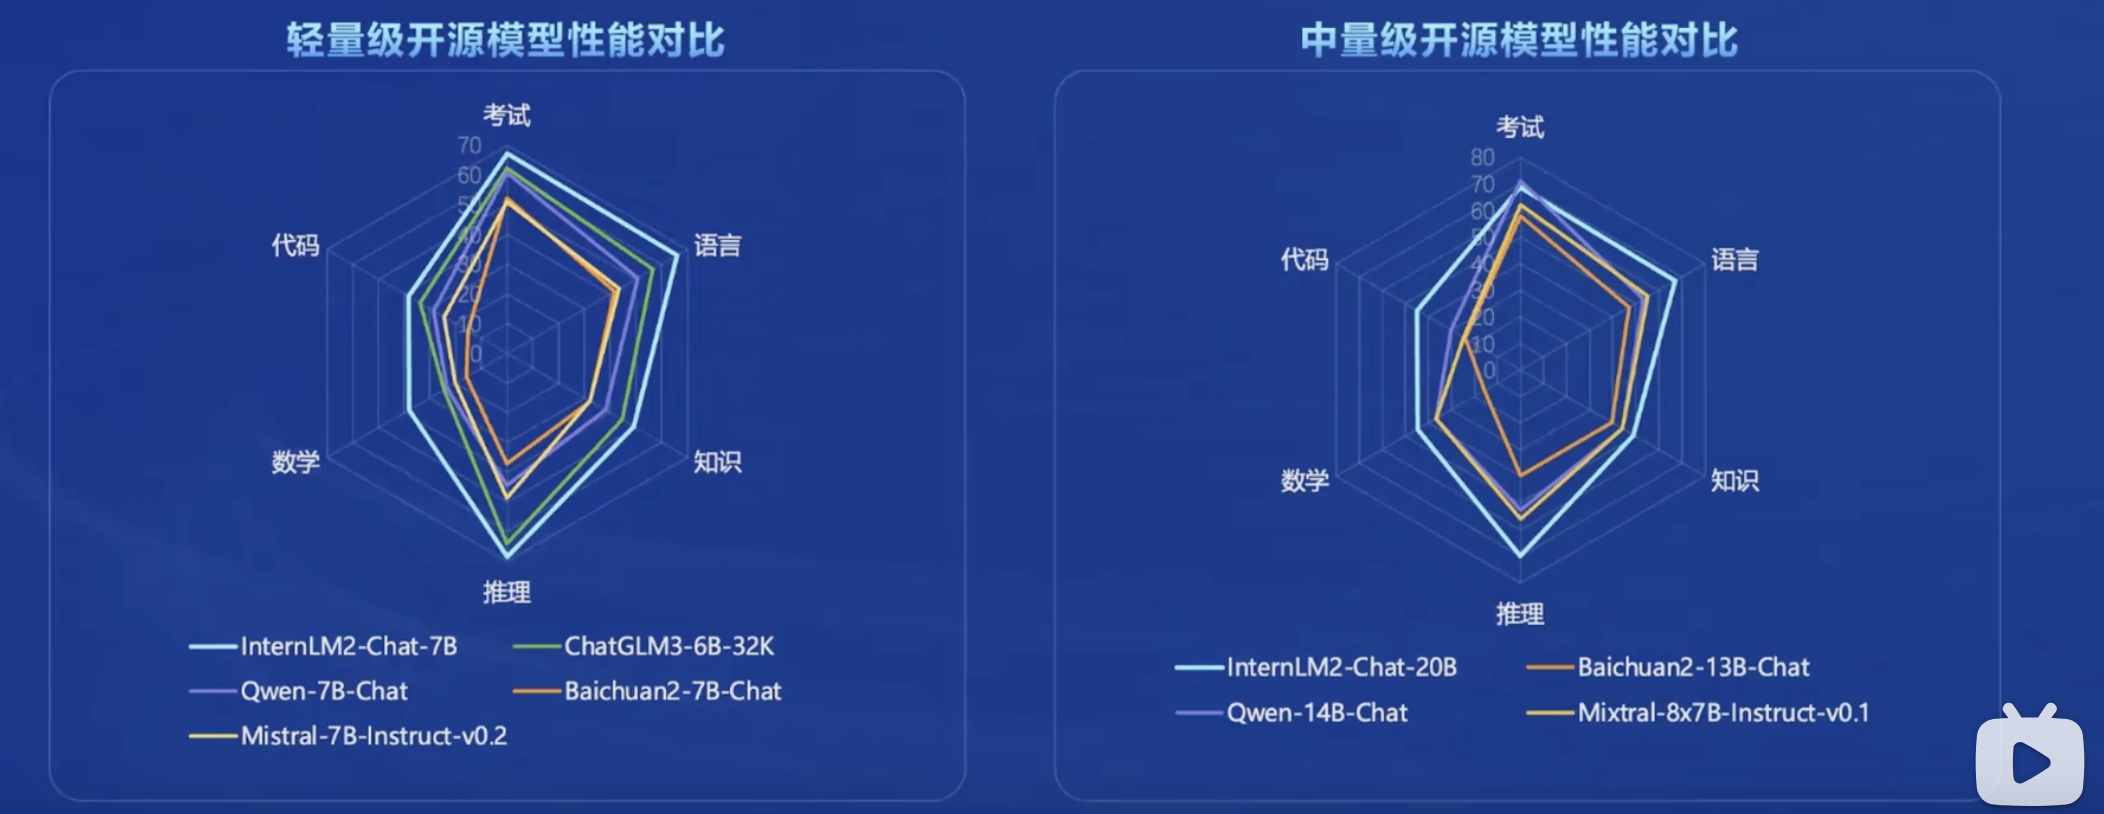 轻量级开源模型性能对比
考试
70
60
50
40
30
20
10
0
代码
语言
数学
知识
推理
InternLM2-Chat-7B
ChatGLM3-6B-32K
Qwen-7B-Chat
Baichuan2-7B-Chat
Mistral-7B-Instruct-v0.2
中量级开源模型性能对比
考试
80
70
60
50
40
30
20
10
0
代码
语言
数学
知识
推理
InternLM2-Chat-20B
Baichuan2-13B-Chat
Qwen-14B-Chat
Mixtral-8x7B-Instruct-v0.1